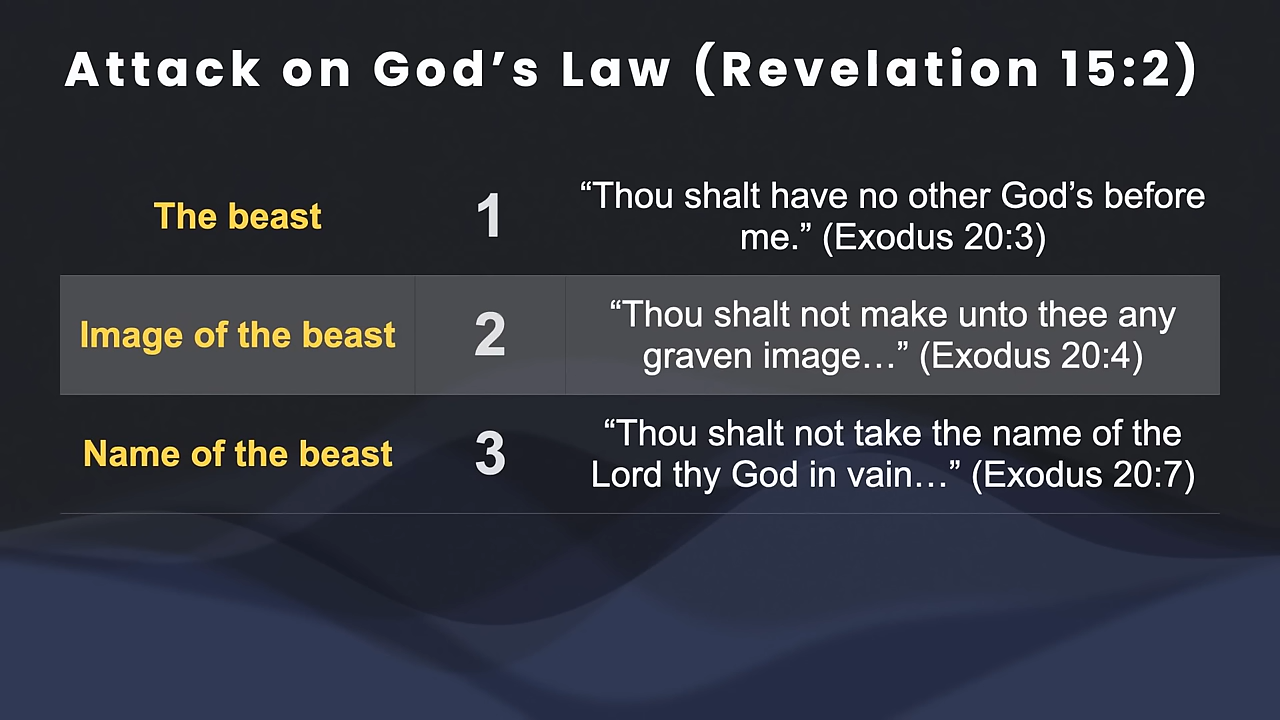 Attack on God’s Law (Revelation 15:2)
The beast
1
“Thou shalt have no other God’s before
me.” (Exodus 20:3)
Image of the beast
2
“Thou shalt not make unto thee any
graven image…” (Exodus 20:4)
Name of the beast
3
“Thou shalt not take the name of the
Lord thy God in vain…” (Exodus 20:7)